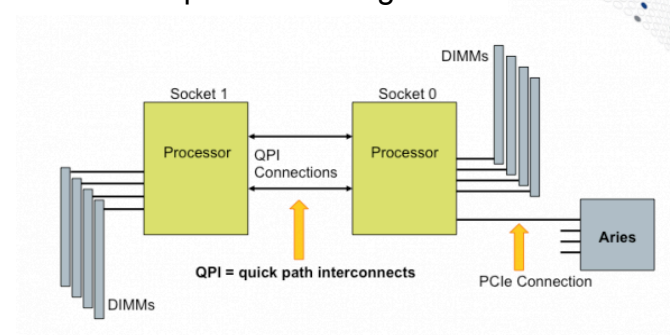 DIMMs
Socket 1
Socket 0
Processor
QPI
Connections
Processor
Aries
QPI = quick path interconnects
PCIe Connection
DIMMs